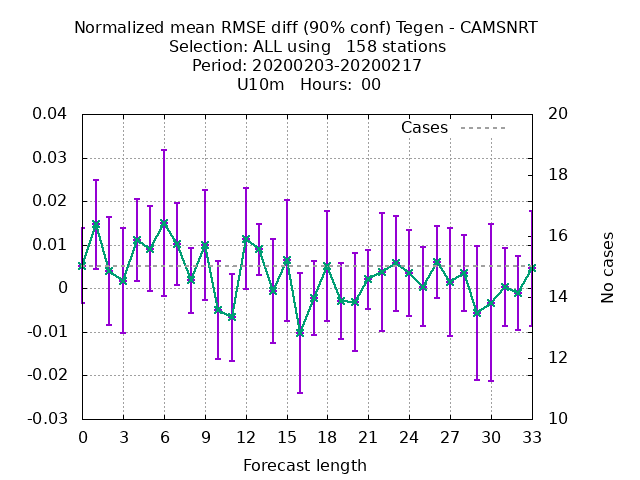 Normalized mean RMSE diff (90% conf) Tegen - CAMSNRT
Selection: ALL using   158 stations
Period: 20200203-20200217
U10m   Hours:  00
0.04
0.03
0.02
0.01
0
-0.01
-0.02
-0.03
Cases
20
18
16
14
12
10
No cases
0 3 6 9 12 15 18 21 24 27 30 33
Forecast length